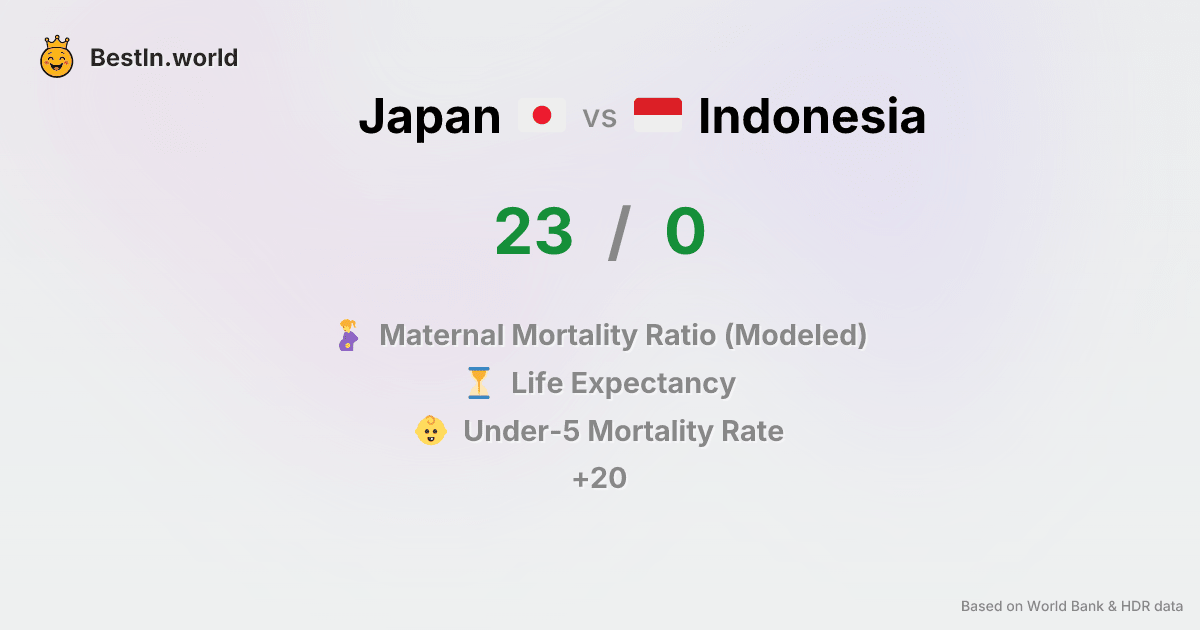 BestIn.world
Japan vs Indonesia
23 / 0
Maternal Mortality Ratio (Modeled)
Life Expectancy
Under-5 Mortality Rate
+20
Based on World Bank & HDR data